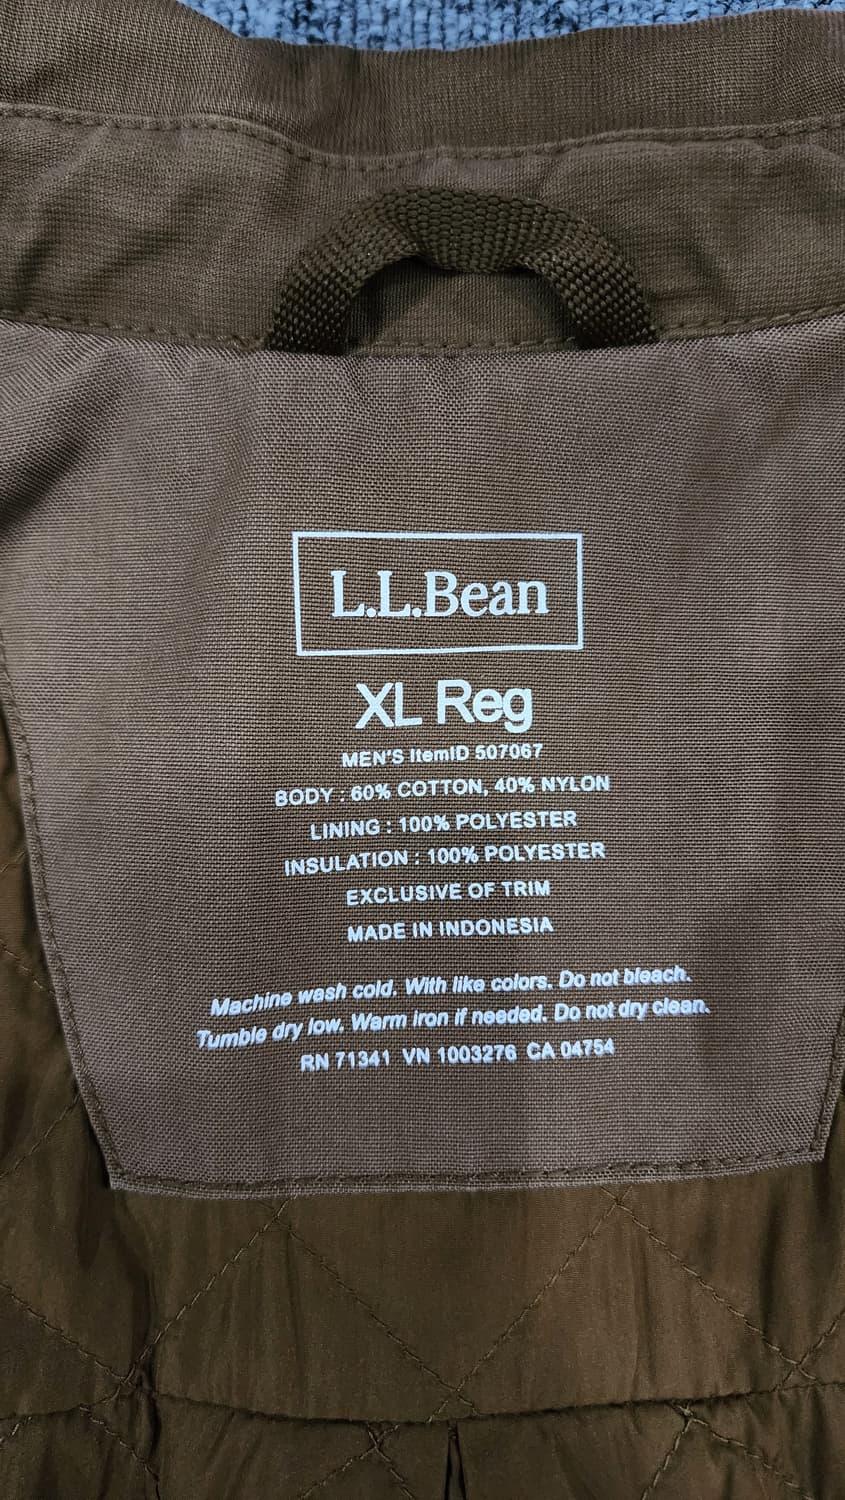 L.L.Bean
XL Reg
MEN'S ItemID 507067
BODY : 60% COTTON, 40% NYLON
LINING : 100% POLYESTER
INSULATION : 100% POLYESTER
EXCLUSIVE OF TRIM
MADE IN INDONESIA
Machine wash cold. With like colors. Do not bleach.
Tumble dry low. Warm iron if needed. Do not dry clean.
RN 71341 VN 1003276 CA 04754